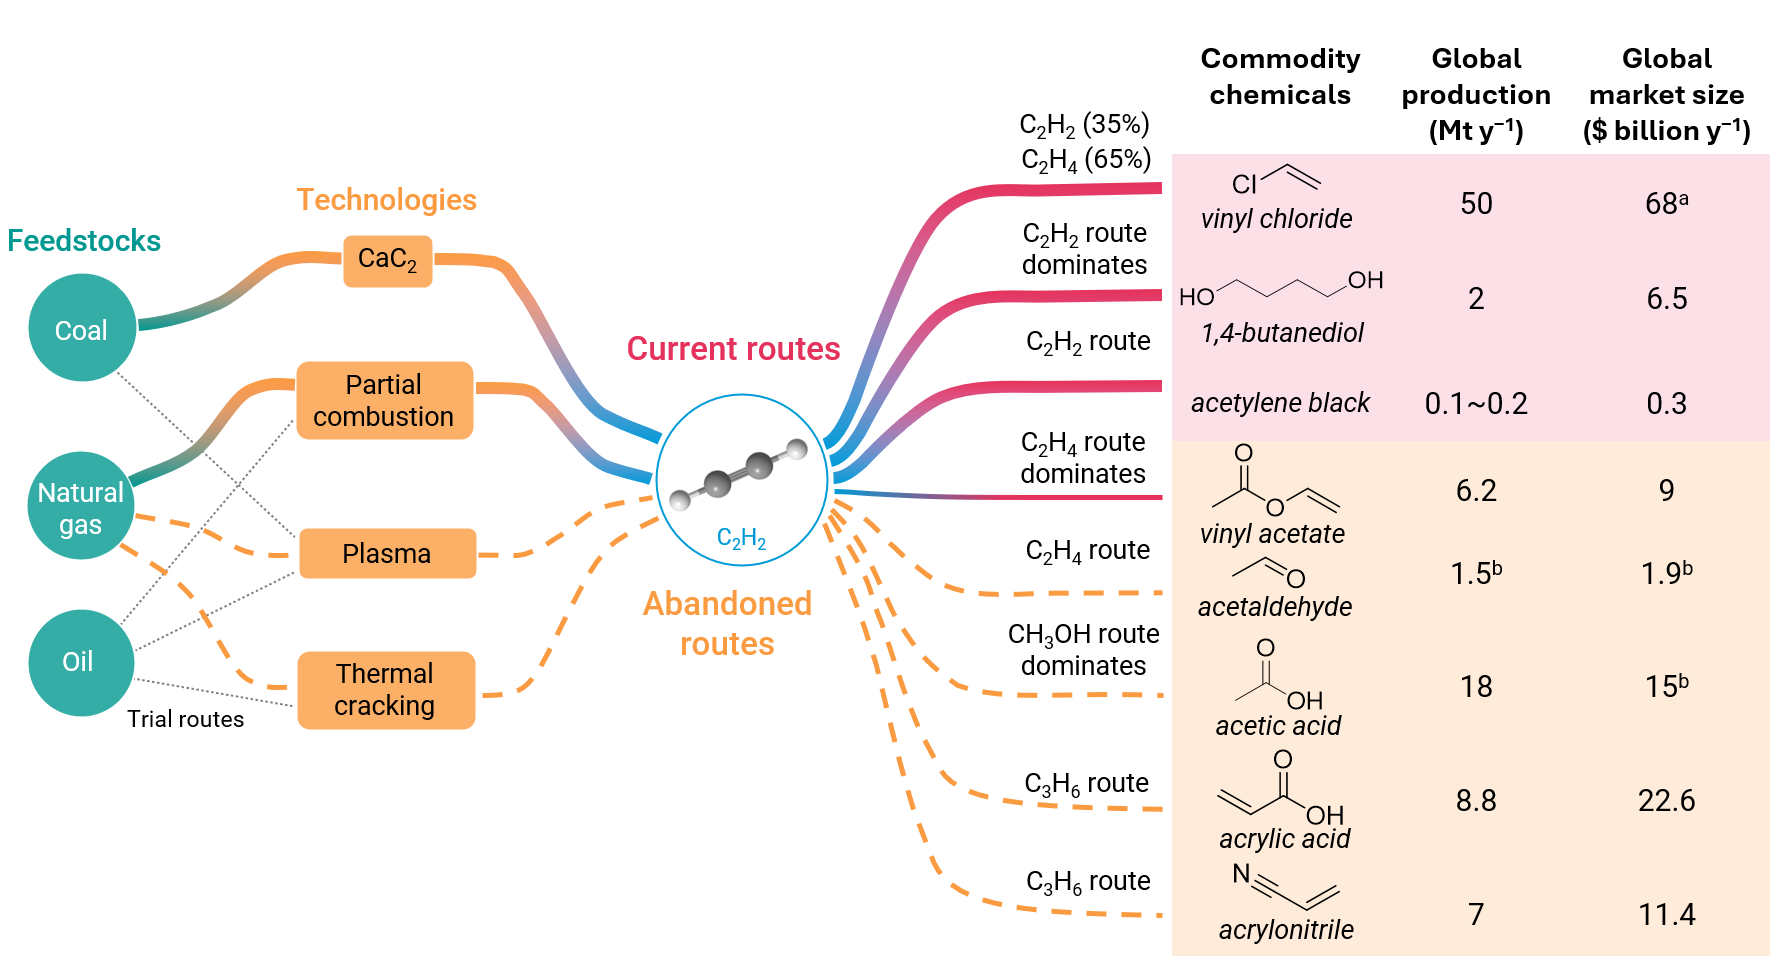 Feedstocks
Technologies
Coal
Natural
gas
Oil
Trial routes
CaC₂
Partial
combustion
Plasma
Thermal
cracking
Current routes
C₂H₂
Abandoned
routes
C₂H₂ (35%)
C₂H₄ (65%)
C₂H₂ route
dominates
C₂H₂ route
C₂H₄ route
dominates
C₂H₄ route
CH₃OH route
dominates
C₃H₆ route
C₃H₆ route
Commodity
chemicals
Global
production
(Mt y⁻¹)
Global
market size
($ billion y⁻¹)
Cl
vinyl chloride
50
68ᵃ
HO
OH
1,4-butanediol
2
6.5
acetylene black
0.1~0.2
0.3
O
O
vinyl acetate
6.2
9
O
acetaldehyde
1.5ᵇ
1.9ᵇ
O
OH
acetic acid
18
15ᵇ
O
OH
acrylic acid
8.8
22.6
N
acrylonitrile
7
11.4